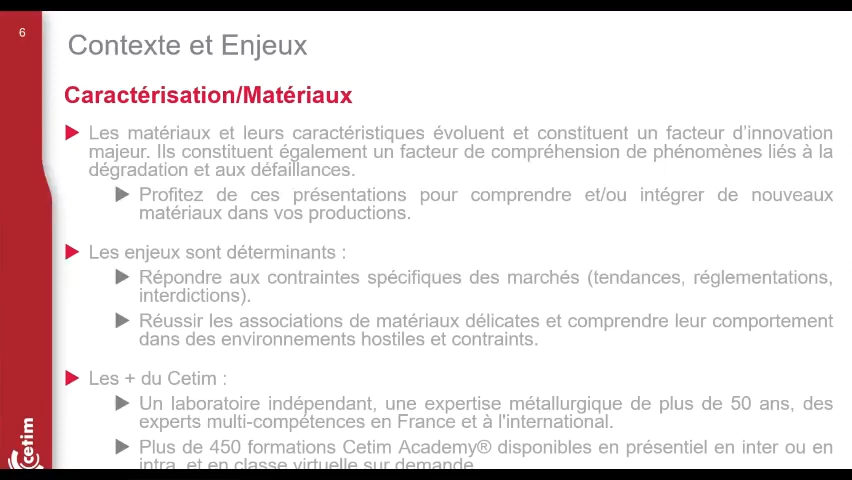 6
Contexte et Enjeux
Caractérisation/Matériaux
Les matériaux et leurs caractéristiques évoluent et constituent un facteur d'innovation
majeur. Ils constituent également un facteur de compréhension de phénomènes liés à la
dégradation et aux défaillances.
Profitez de ces présentations pour comprendre et/ou intégrer de nouveaux
matériaux dans vos productions.
Les enjeux sont déterminants :
Répondre aux contraintes spécifiques des marchés (tendances, réglementations,
interdictions).
Réussir les associations de matériaux délicates et comprendre leur comportement
dans des environnements hostiles et contraints.
Les + du Cetim :
Un laboratoire indépendant, une expertise métallurgique de plus de 50 ans, des
experts multi-compétences en France et à l'international.
Plus de 450 formations Cetim Academy® disponibles en présentiel en inter ou en
intra, et en classe virtuelle sur demande
cetim